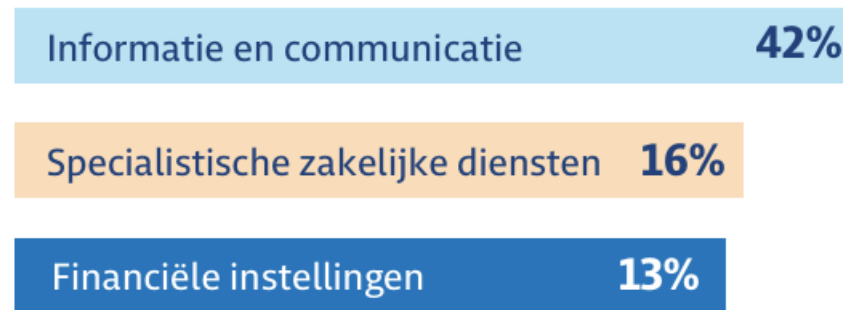 Informatie en communicatie 42%
Specialistische zakelijke diensten 16%
Financiële instellingen 13%